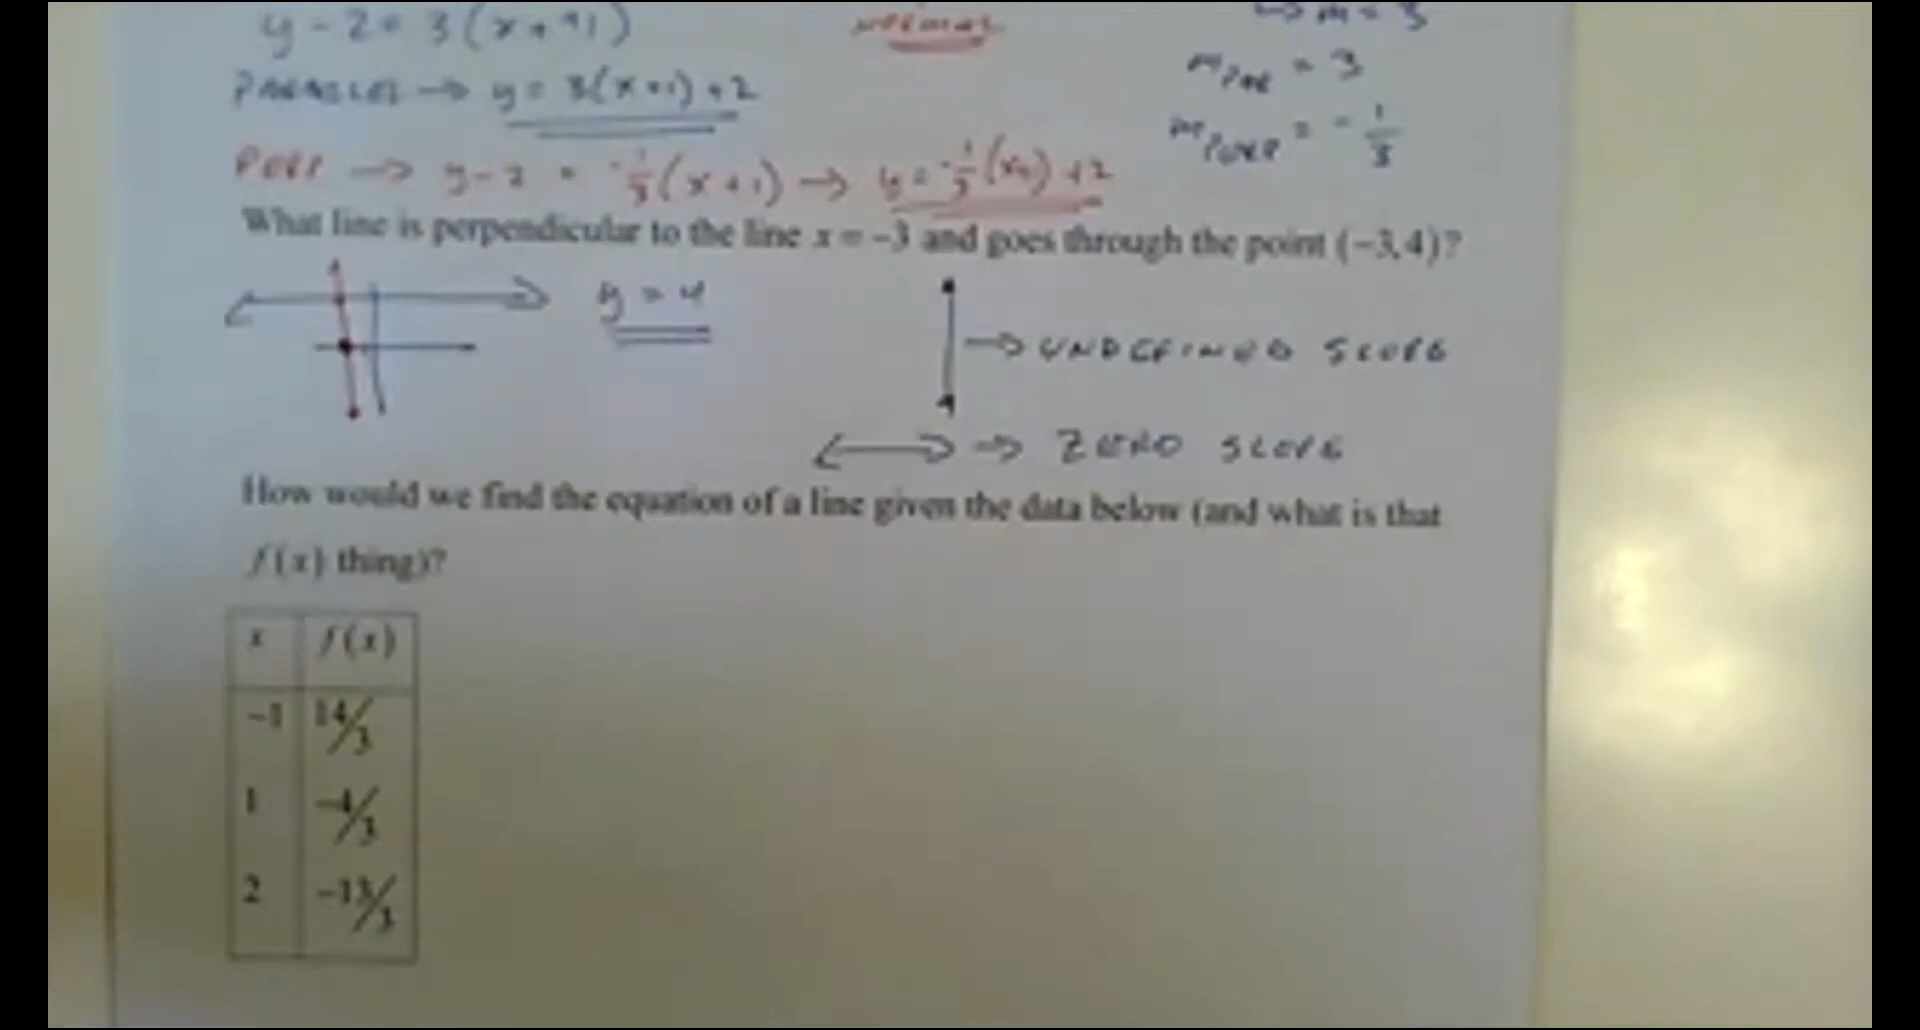 y - 2 = 3(x + +1)
NORMAL
→ m = 3
PARALLEL → y = 3(x+1)+2
m PAR = 3
m PERP = - 1/3
PERP → y - 2 = -1/3(x+1) → y = -1/3(x+1)+2
What line is perpendicular to the line x = −3 and goes through the point (−3,4)?
y = 4
→ UNDEFINED SLOPE
→ ZERO SLOPE
How would we find the equation of a line given the data below (and what is that
f(x) thing)?
x f(x)
−1 14/3
1 −4/3
2 −13/3